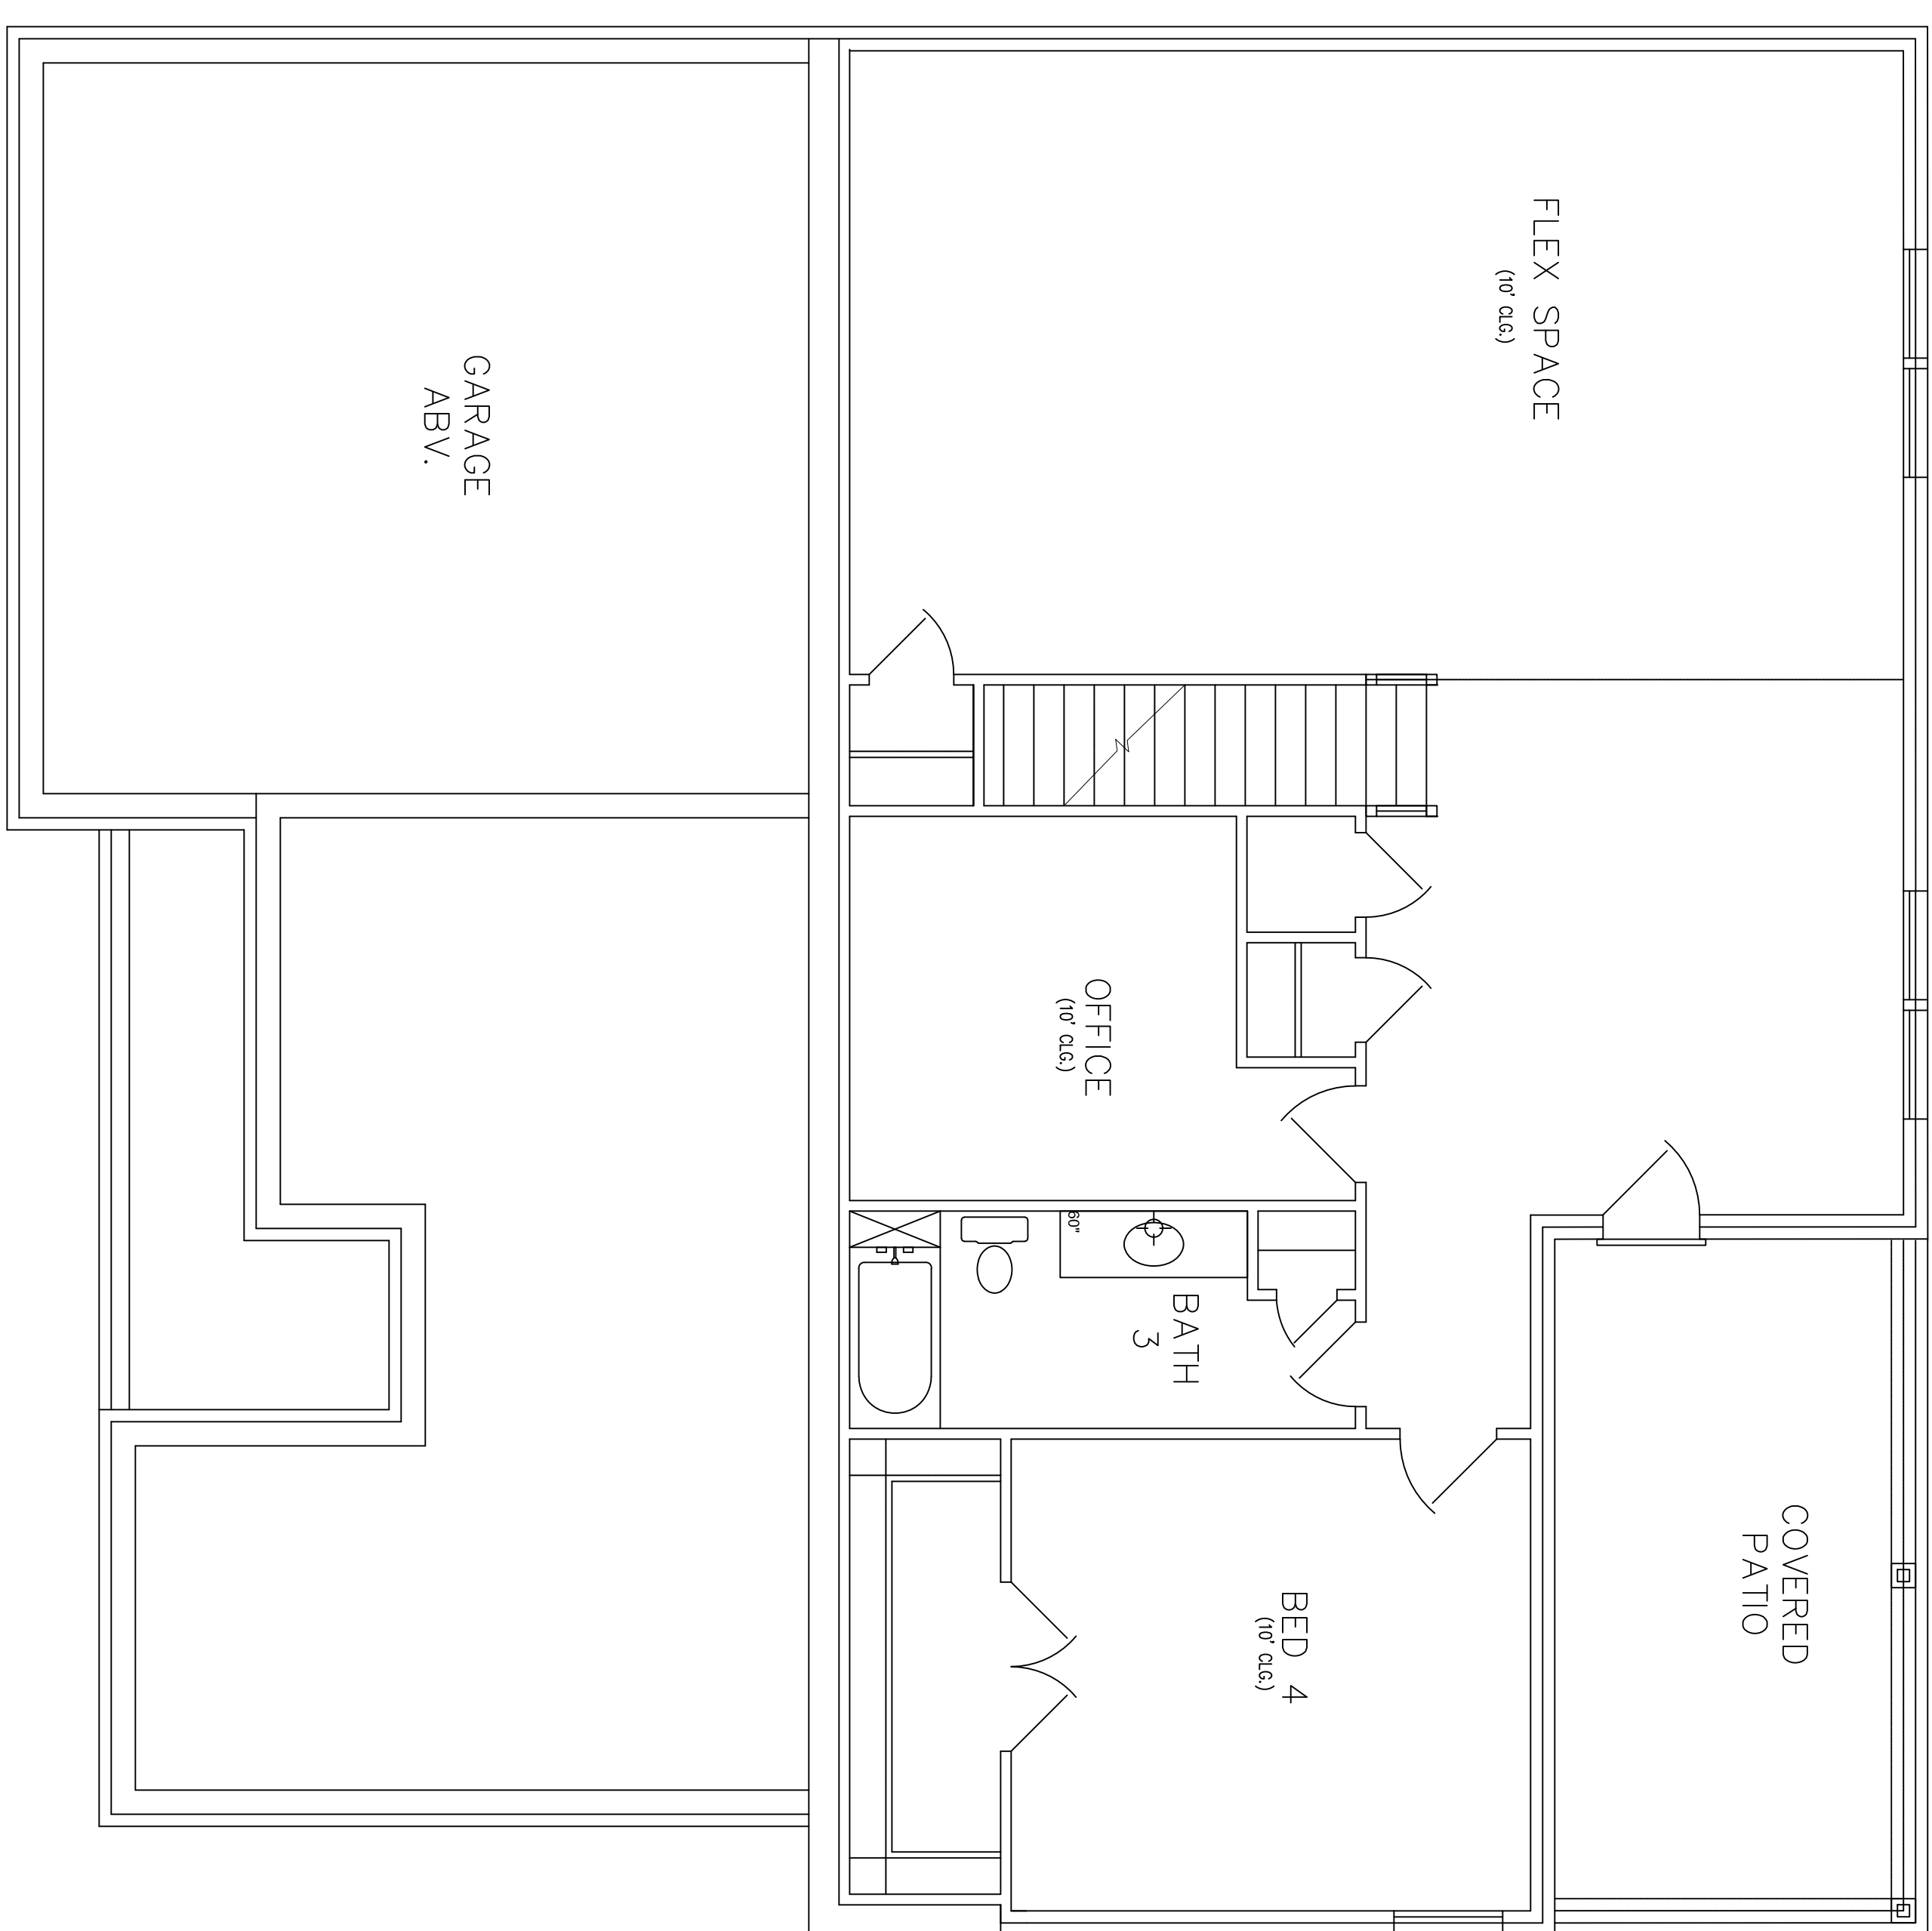 FLEX SPACE
(10' CLG.)
GARAGE
ABV.
OFFICE
(10' CLG.)
60"
BATH
3
COVERED
PATIO
BED 4
(10' CLG.)